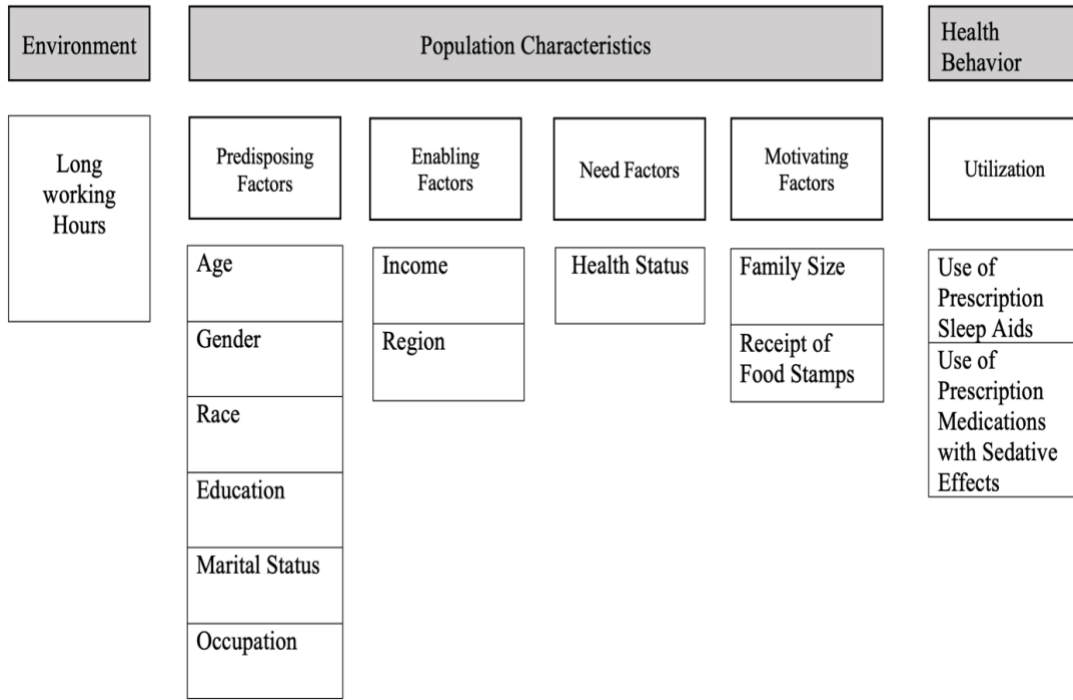 Environment
Population Characteristics
Health
Behavior
Long
working
Hours
Predisposing
Factors
Enabling
Factors
Need Factors
Motivating
Factors
Utilization
Age
Gender
Race
Education
Marital Status
Occupation
Income
Region
Health Status
Family Size
Receipt of
Food Stamps
Use of
Prescription
Sleep Aids
Use of
Prescription
Medications
with Sedative
Effects